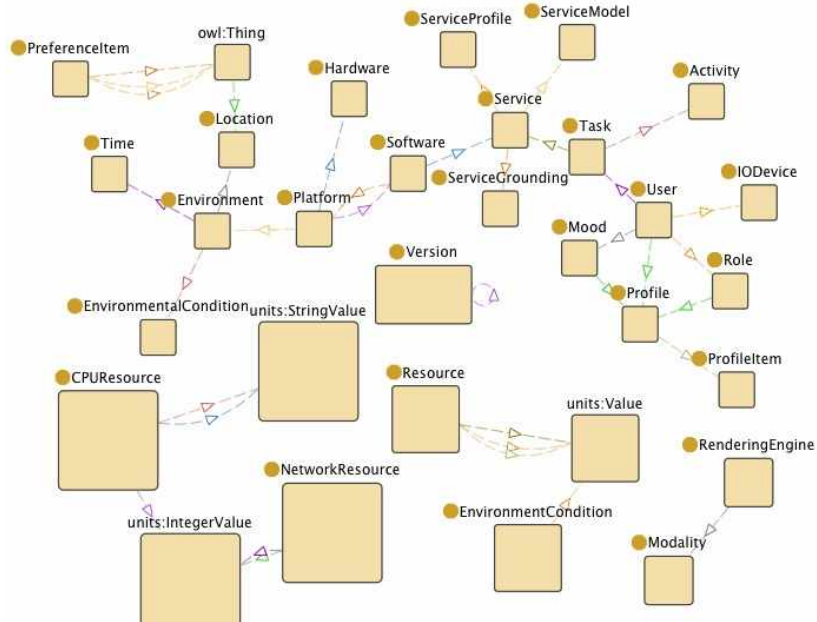 ServiceProfile
ServiceModel
owl:Thing
PreferenceItem
Hardware
Activity
Service
Location
Task
Time
Software
IODevice
ServiceGrounding
User
Environment
Platform
Mood
Version
Role
Profile
EnvironmentalCondition
units:StringValue
ProfileItem
CPUResource
Resource
units:Value
RenderingEngine
NetworkResource
EnvironmentCondition
units:IntegerValue
Modality